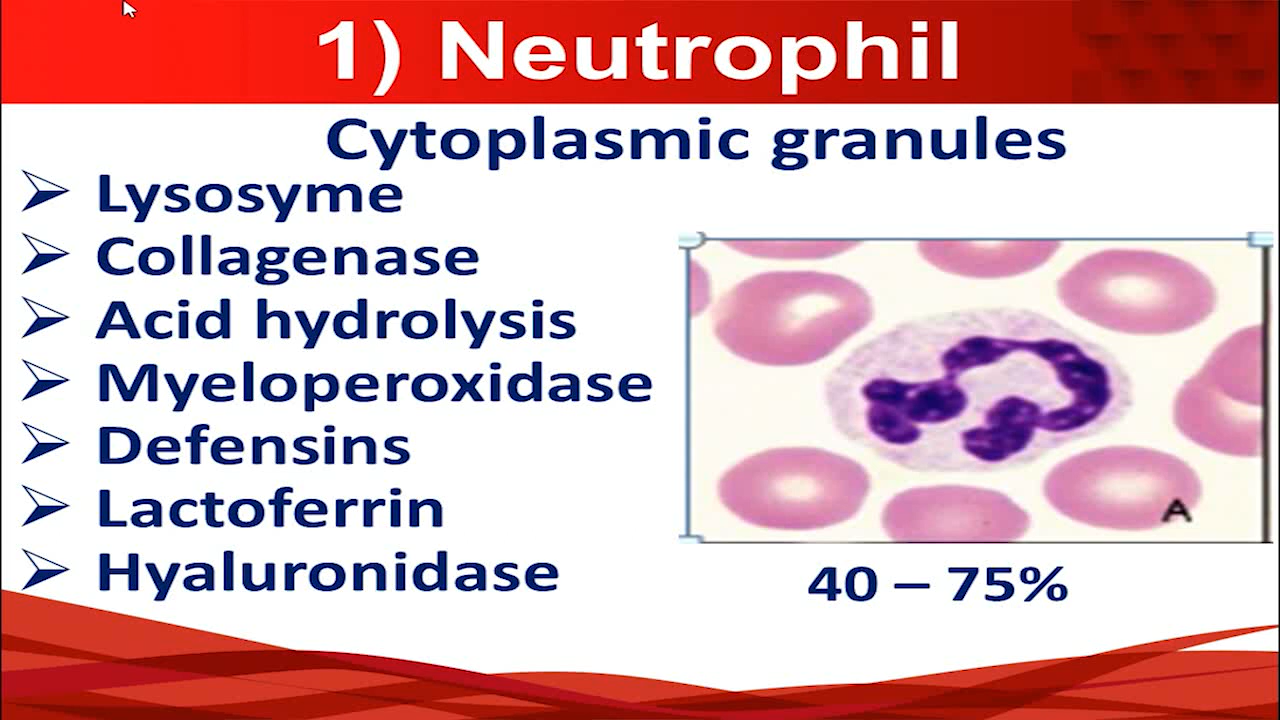 1) Neutrophil
Cytoplasmic granules
Lysosyme
Collagenase
Acid hydrolysis
Myeloperoxidase
Defensins
Lactoferrin
Hyaluronidase
A
40 – 75%